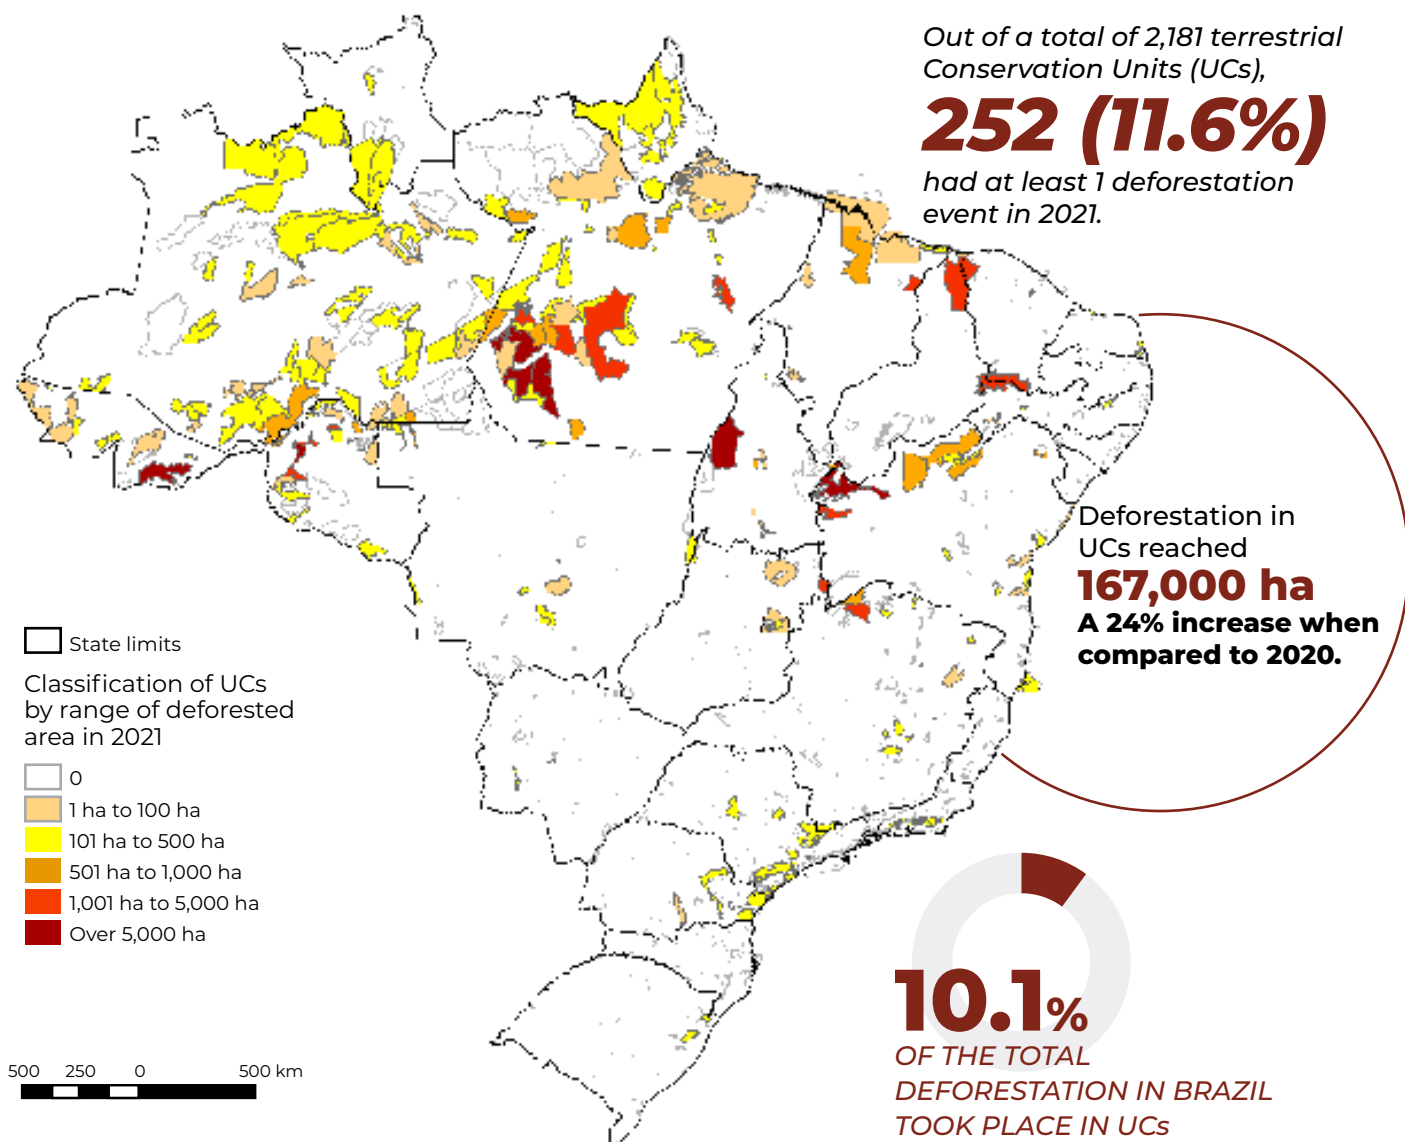 Out of a total of 2,181 terrestrial
Conservation Units (UCs),
252 (11.6%)
had at least 1 deforestation
event in 2021.
Deforestation in
UCs reached
167,000 ha
A 24% increase when
compared to 2020.
State limits
Classification of UCs
by range of deforested
area in 2021
0
1 ha to 100 ha
101 ha to 500 ha
501 ha to 1,000 ha
1,001 ha to 5,000 ha
Over 5,000 ha
500 250 0 500 km
10.1%
OF THE TOTAL
DEFORESTATION IN BRAZIL
TOOK PLACE IN UCs